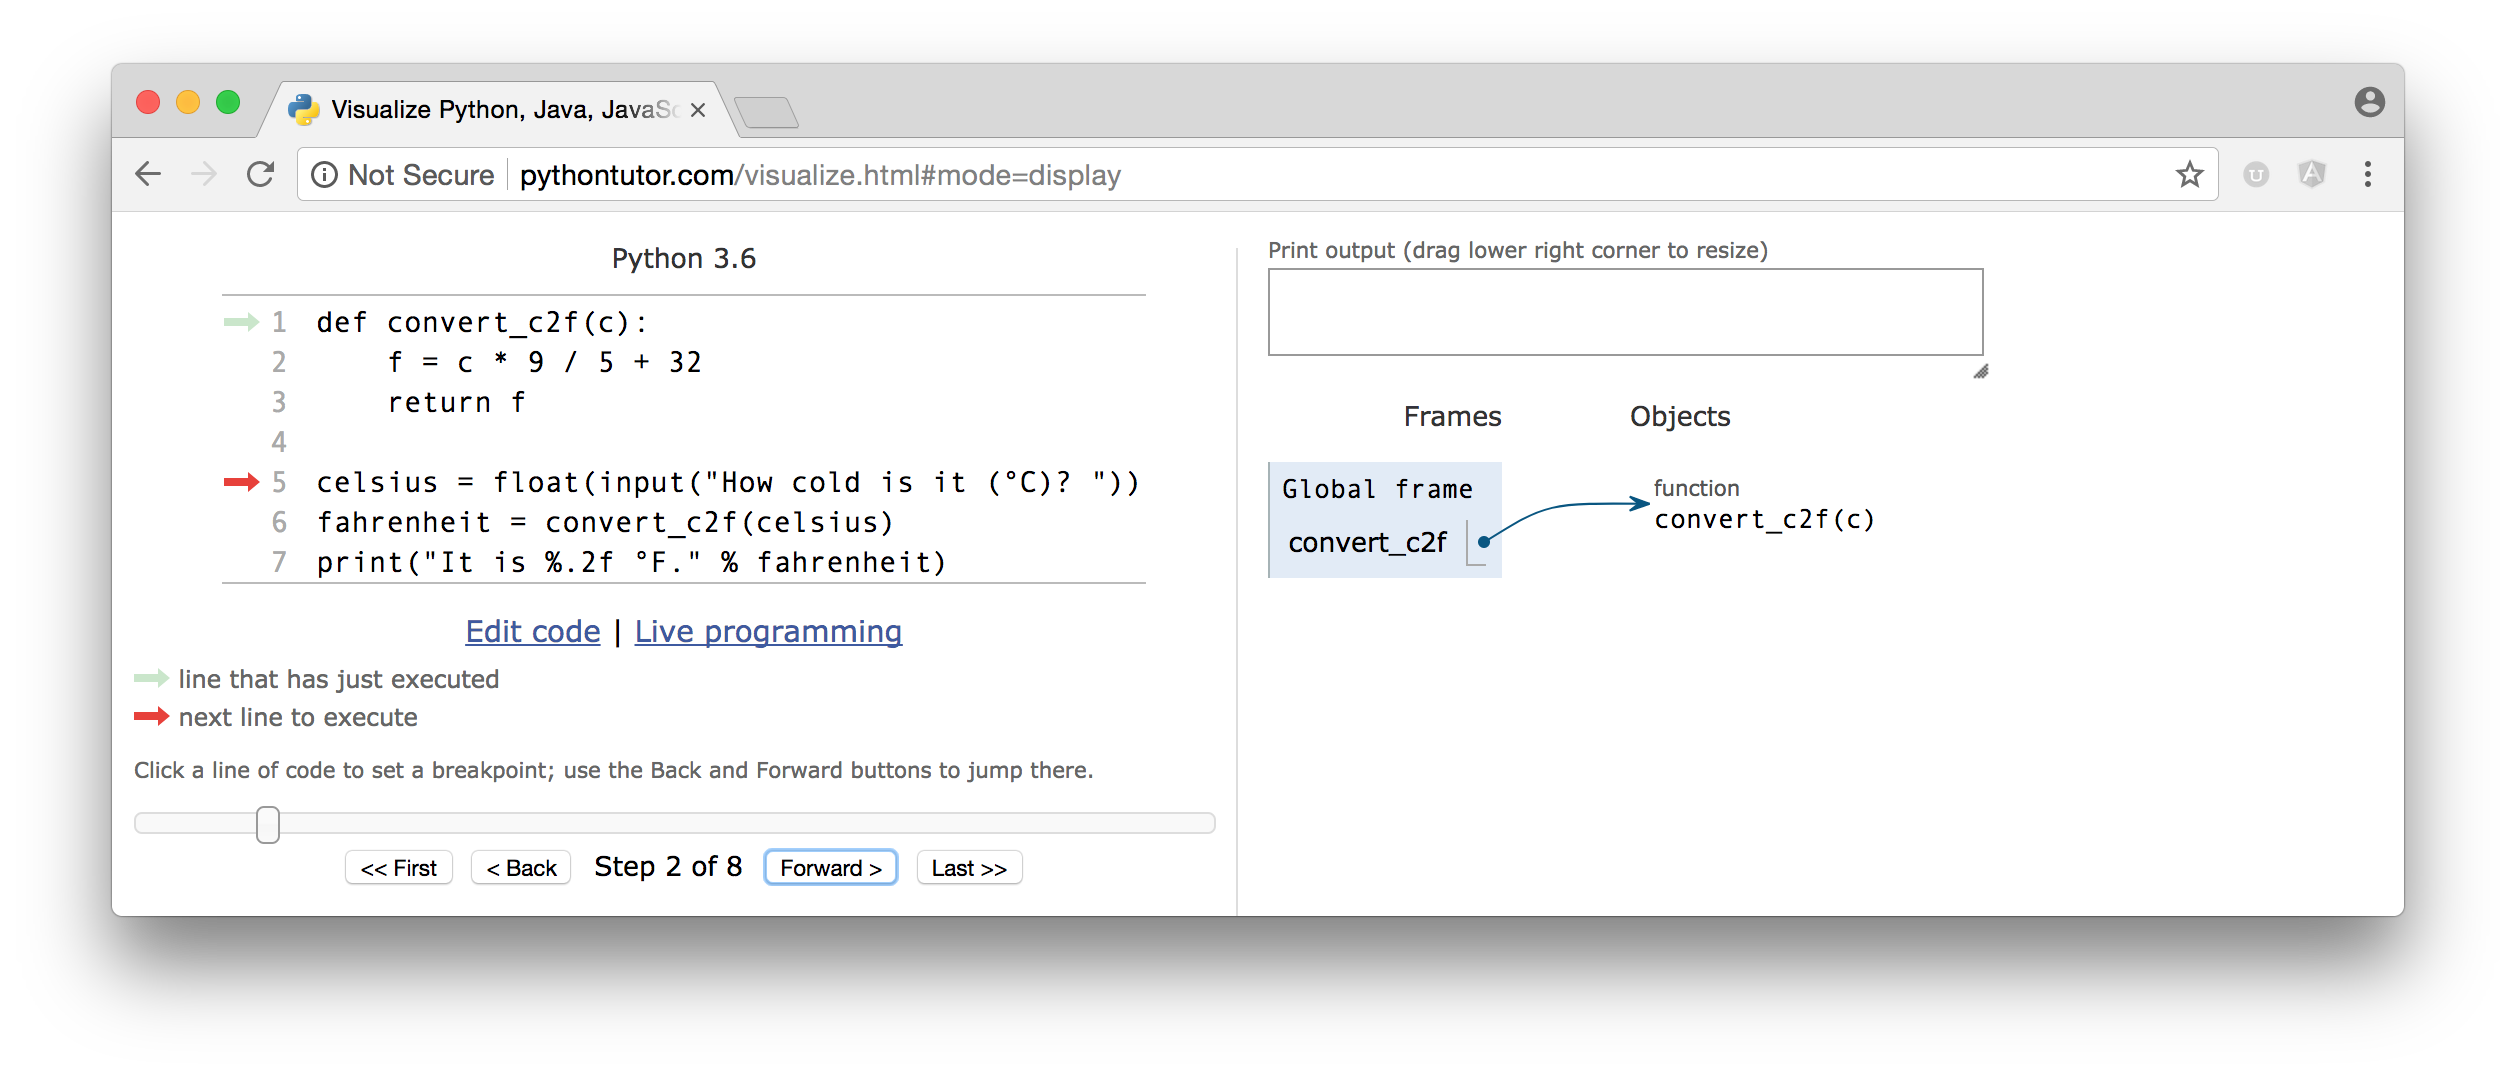 Visualize Python, Java, JavaSc
Not Secure pythontutor.com/visualize.html#mode=display
Python 3.6
1 def convert_c2f(c):
2     f = c * 9 / 5 + 32
3     return f
4
5 celsius = float(input("How cold is it (°C)? "))
6 fahrenheit = convert_c2f(celsius)
7 print("It is %.2f °F." % fahrenheit)
Edit code | Live programming
line that has just executed
next line to execute
Click a line of code to set a breakpoint; use the Back and Forward buttons to jump there.
<< First < Back Step 2 of 8 Forward > Last >>
Print output (drag lower right corner to resize)
Frames Objects
Global frame
convert_c2f
function
convert_c2f(c)